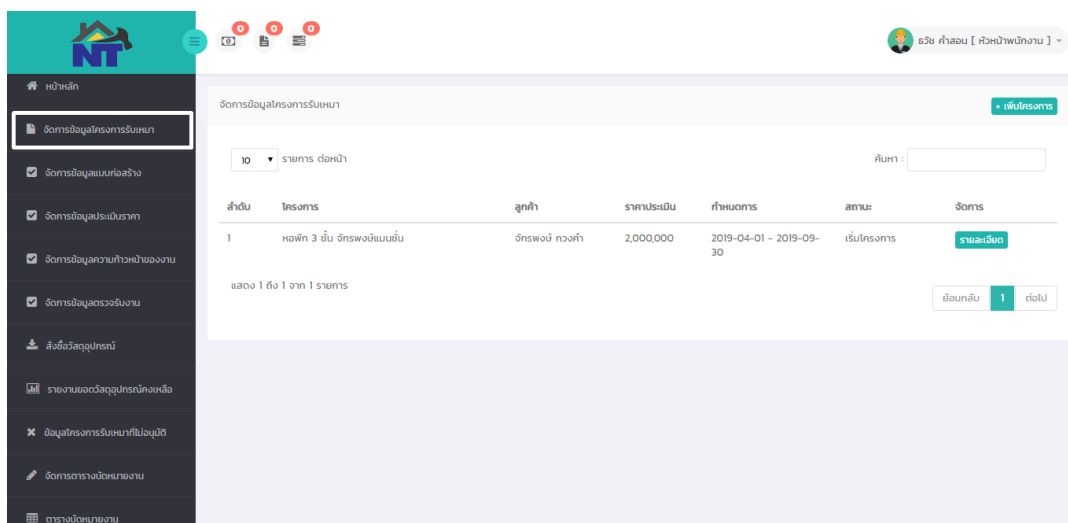 NT
0 0 0
ธวัช คำสอน [ หัวหน้าพนักงาน ]
หน้าหลัก
จัดการข้อมูลโครงการรับเหมา
จัดการข้อมูลแบบก่อสร้าง
จัดการข้อมูลประเมินราคา
จัดการข้อมูลความก้าวหน้าของงาน
จัดการข้อมูลตรวจรับงาน
สั่งซื้อวัสดุอุปกรณ์
รายงานยอดวัสดุอุปกรณ์คงเหลือ
ข้อมูลโครงการรับเหมาที่ไม่อนุมัติ
จัดการตารางนัดหมายงาน
ตารางนัดหมายงาน
จัดการข้อมูลโครงการรับเหมา
+ เพิ่มโครงการ
10 รายการ ต่อหน้า
ค้นหา :
ลำดับ โครงการ ลูกค้า ราคาประเมิน กำหนดการ สถานะ จัดการ
1 หอพัก 3 ชั้น จักรพงษ์แมนชั่น จักรพงษ์ กวงคำ 2,000,000 2019-04-01 - 2019-09- เริ่มโครงการ รายละเอียด
30
แสดง 1 ถึง 1 จาก 1 รายการ
ย้อนกลับ 1 ต่อไป